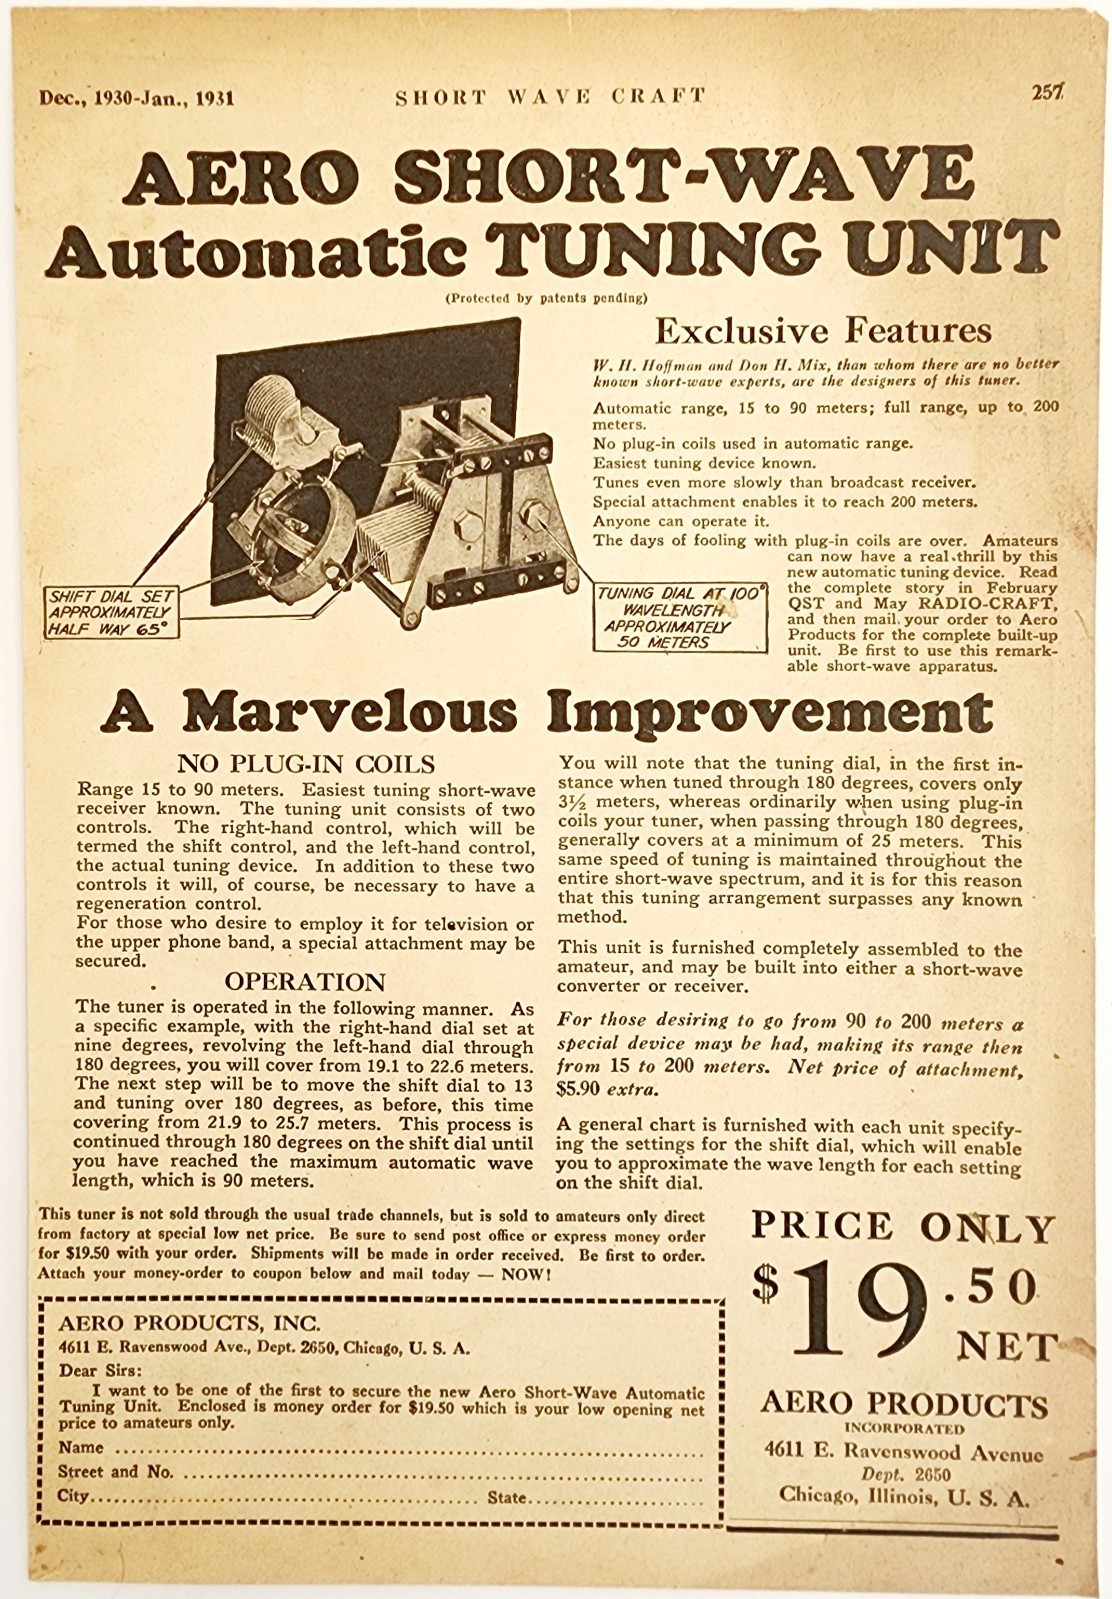 Dec., 1930-Jan., 1931
SHORT WAVE CRAFT
257
AERO SHORT-WAVE
Automatic TUNING UNIT
(Protected by patents pending)
Exclusive Features
W. H. Hoffman and Don H. Mix, than whom there are no better
known short-wave experts, are the designers of this tuner.
Automatic range, 15 to 90 meters; full range, up to 200
meters.
No plug-in coils used in automatic range.
Easiest tuning device known.
Tunes even more slowly than broadcast receiver.
Special attachment enables it to reach 200 meters.
Anyone can operate it.
The days of fooling with plug-in coils are over. Amateurs
can now have a real thrill by this
new automatic tuning device. Read
the complete story in February
QST and May RADIO-CRAFT,
and then mail your order to Aero
Products for the complete built-up
unit. Be first to use this remark-
able short-wave apparatus.
SHIFT DIAL SET
APPROXIMATELY
HALF WAY 65°
TUNING DIAL AT 100°
WAVELENGTH
APPROXIMATELY
50 METERS
A Marvelous Improvement
NO PLUG-IN COILS
Range 15 to 90 meters. Easiest tuning short-wave
receiver known. The tuning unit consists of two
controls. The right-hand control, which will be
termed the shift control, and the left-hand control,
the actual tuning device. In addition to these two
controls it will, of course, be necessary to have a
regeneration control.
For those who desire to employ it for television or
the upper phone band, a special attachment may be
secured.
OPERATION
The tuner is operated in the following manner. As
a specific example, with the right-hand dial set at
nine degrees, revolving the left-hand dial through
180 degrees, you will cover from 19.1 to 22.6 meters.
The next step will be to move the shift dial to 13
and tuning over 180 degrees, as before, this time
covering from 21.9 to 25.7 meters. This process is
continued through 180 degrees on the shift dial until
you have reached the maximum automatic wave
length, which is 90 meters.
You will note that the tuning dial, in the first in-
stance when tuned through 180 degrees, covers only
3½ meters, whereas ordinarily when using plug-in
coils your tuner, when passing through 180 degrees,
generally covers at a minimum of 25 meters. This
same speed of tuning is maintained throughout the
entire short-wave spectrum, and it is for this reason
that this tuning arrangement surpasses any known
method.
This unit is furnished completely assembled to the
amateur, and may be built into either a short-wave
converter or receiver.
For those desiring to go from 90 to 200 meters a
special device may be had, making its range then
from 15 to 200 meters. Net price of attachment,
$5.90 extra.
A general chart is furnished with each unit specify-
ing the settings for the shift dial, which will enable
you to approximate the wave length for each setting
on the shift dial.
This tuner is not sold through the usual trade channels, but is sold to amateurs only direct
from factory at special low net price. Be sure to send post office or express money order
for $19.50 with your order. Shipments will be made in order received. Be first to order.
Attach your money-order to coupon below and mail today — NOW!
AERO PRODUCTS, INC.
4611 E. Ravenswood Ave., Dept. 2650, Chicago, U. S. A.
Dear Sirs:
I want to be one of the first to secure the new Aero Short-Wave Automatic
Tuning Unit. Enclosed is money order for $19.50 which is your low opening net
price to amateurs only.
Name
Street and No.
City State
PRICE ONLY
$19.50
NET
AERO PRODUCTS
INCORPORATED
4611 E. Ravenswood Avenue
Dept. 2650
Chicago, Illinois, U. S. A.